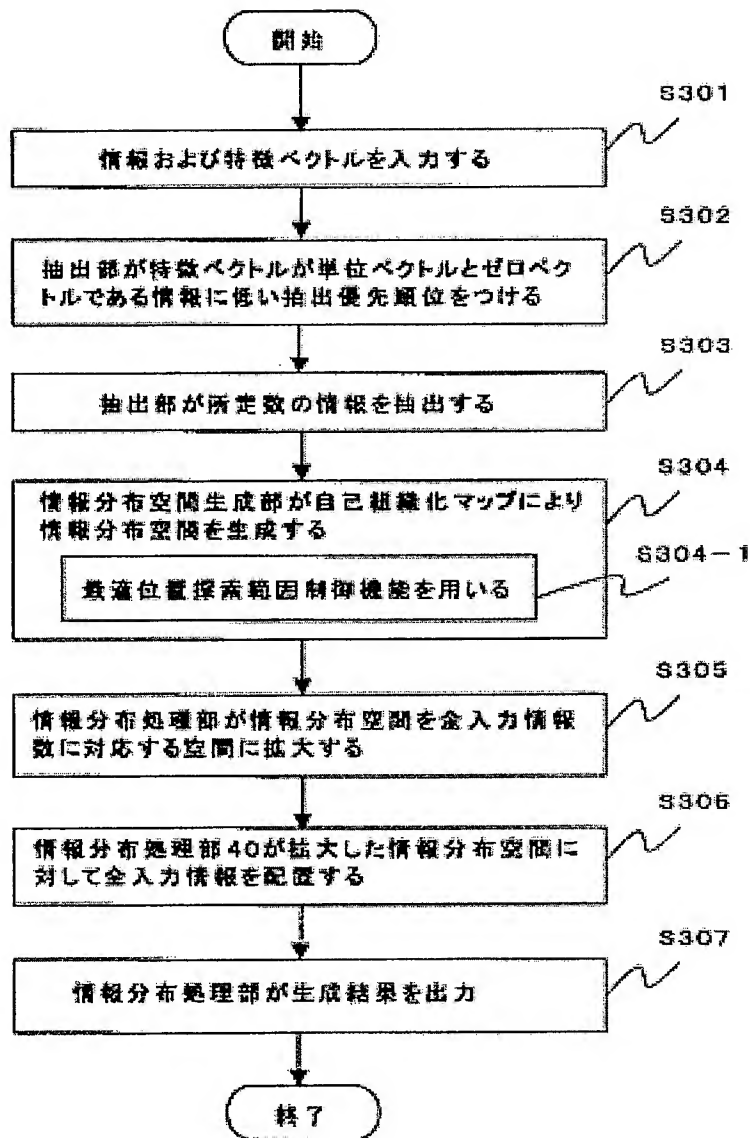 開始
S301
情報および特徴ベクトルを入力する
S302
抽出部が特徴ベクトルが単位ベクトルとゼロベク
トルである情報に低い抽出優先順位をつける
S303
抽出部が所定数の情報を抽出する
S304
情報分布空間生成部が自己組織化マップにより
情報分布空間を生成する
S304-1
最適位置探索範囲制御機能を用いる
S305
情報分布処理部が情報分布空間を全入力情報
数に対応する空間に拡大する
S306
情報分布処理部40が拡大した情報分布空間に
対して全入力情報を配置する
S307
情報分布処理部が生成結果を出力
終了